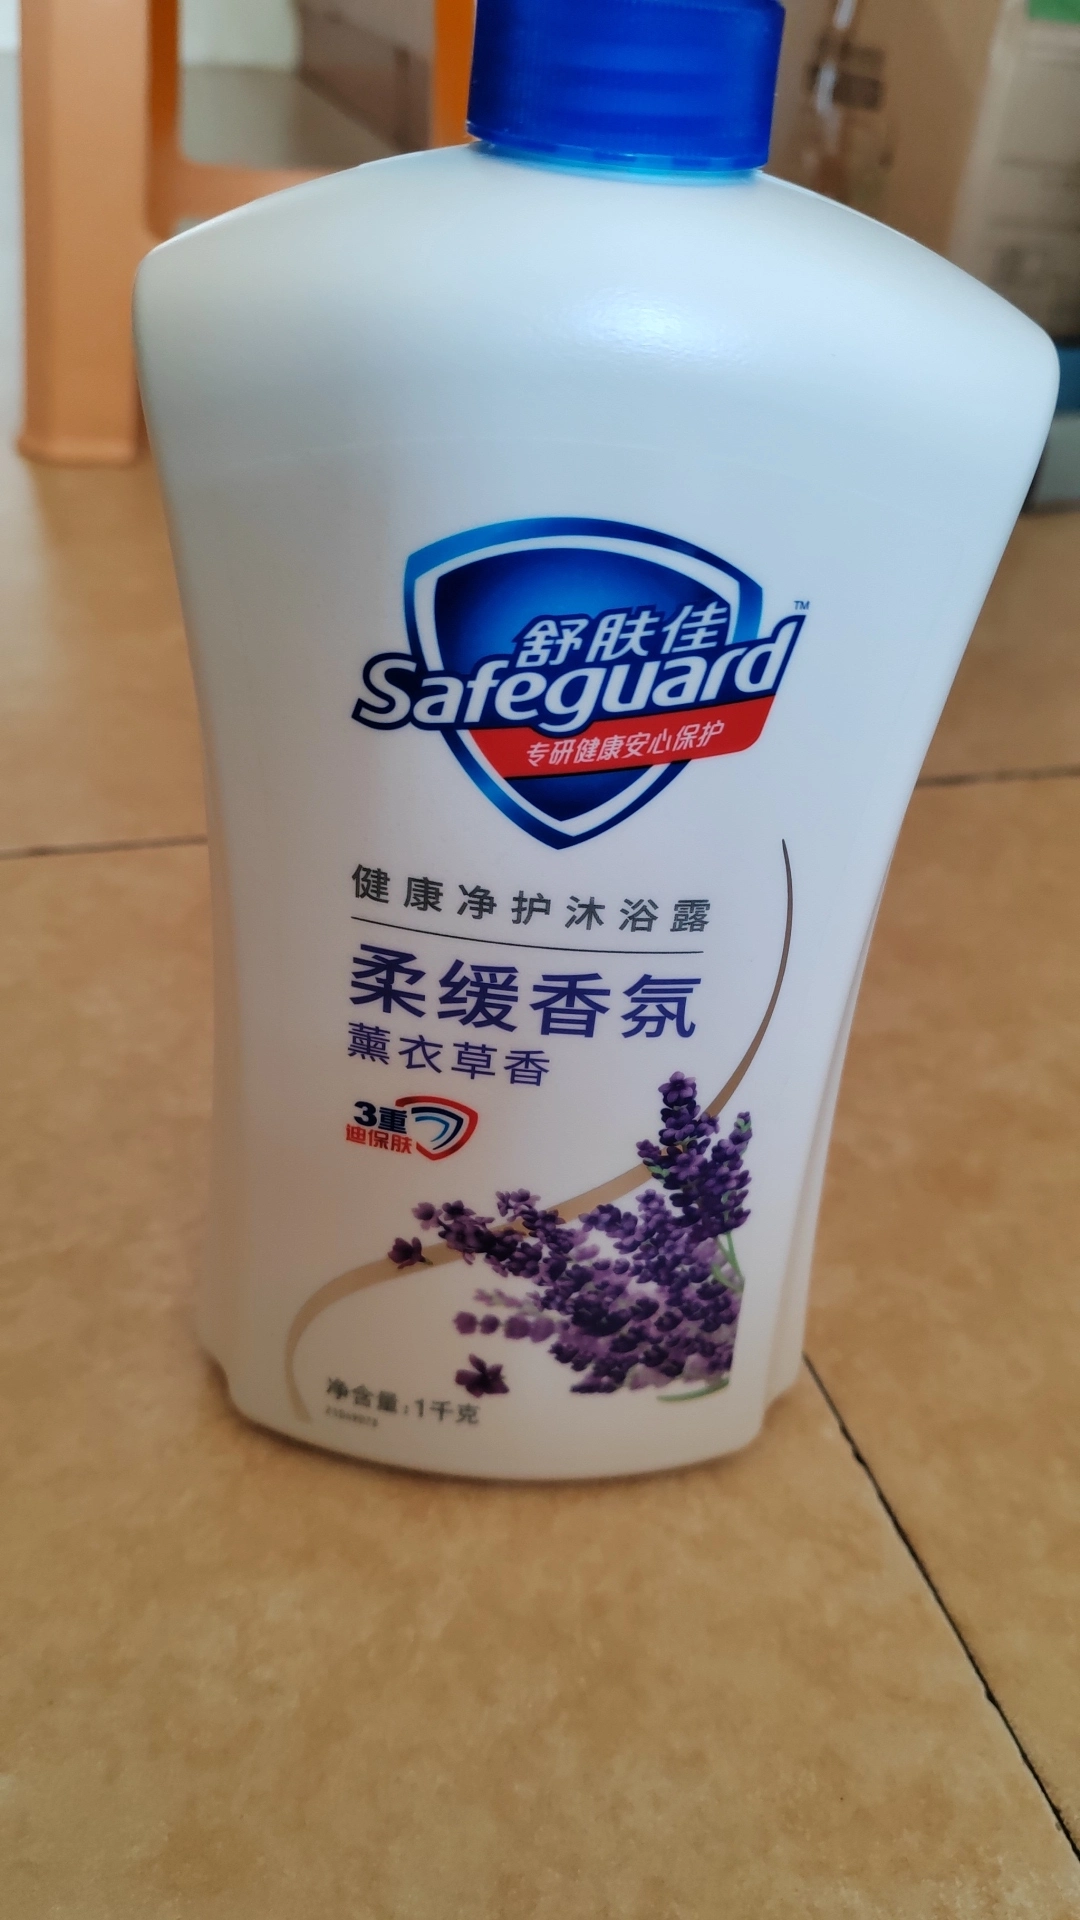 舒肤佳
Safeguard™
专研健康安心保护
健康净护沐浴露
柔缓香氛
薰衣草香
3重
迪保肤
净含量：1千克